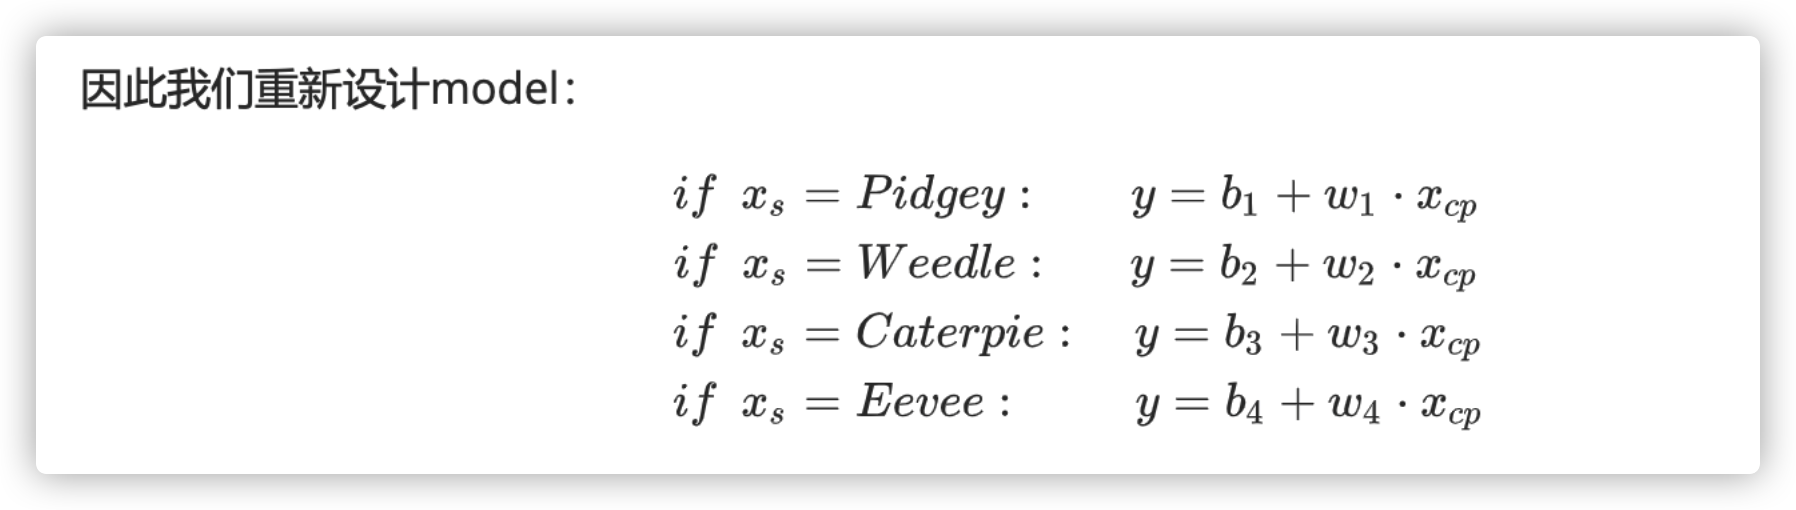 因此我们重新设计model：
if x_s = Pidgey : y = b_1 + w_1 · x_cp
if x_s = Weedle : y = b_2 + w_2 · x_cp
if x_s = Caterpie : y = b_3 + w_3 · x_cp
if x_s = Eevee : y = b_4 + w_4 · x_cp